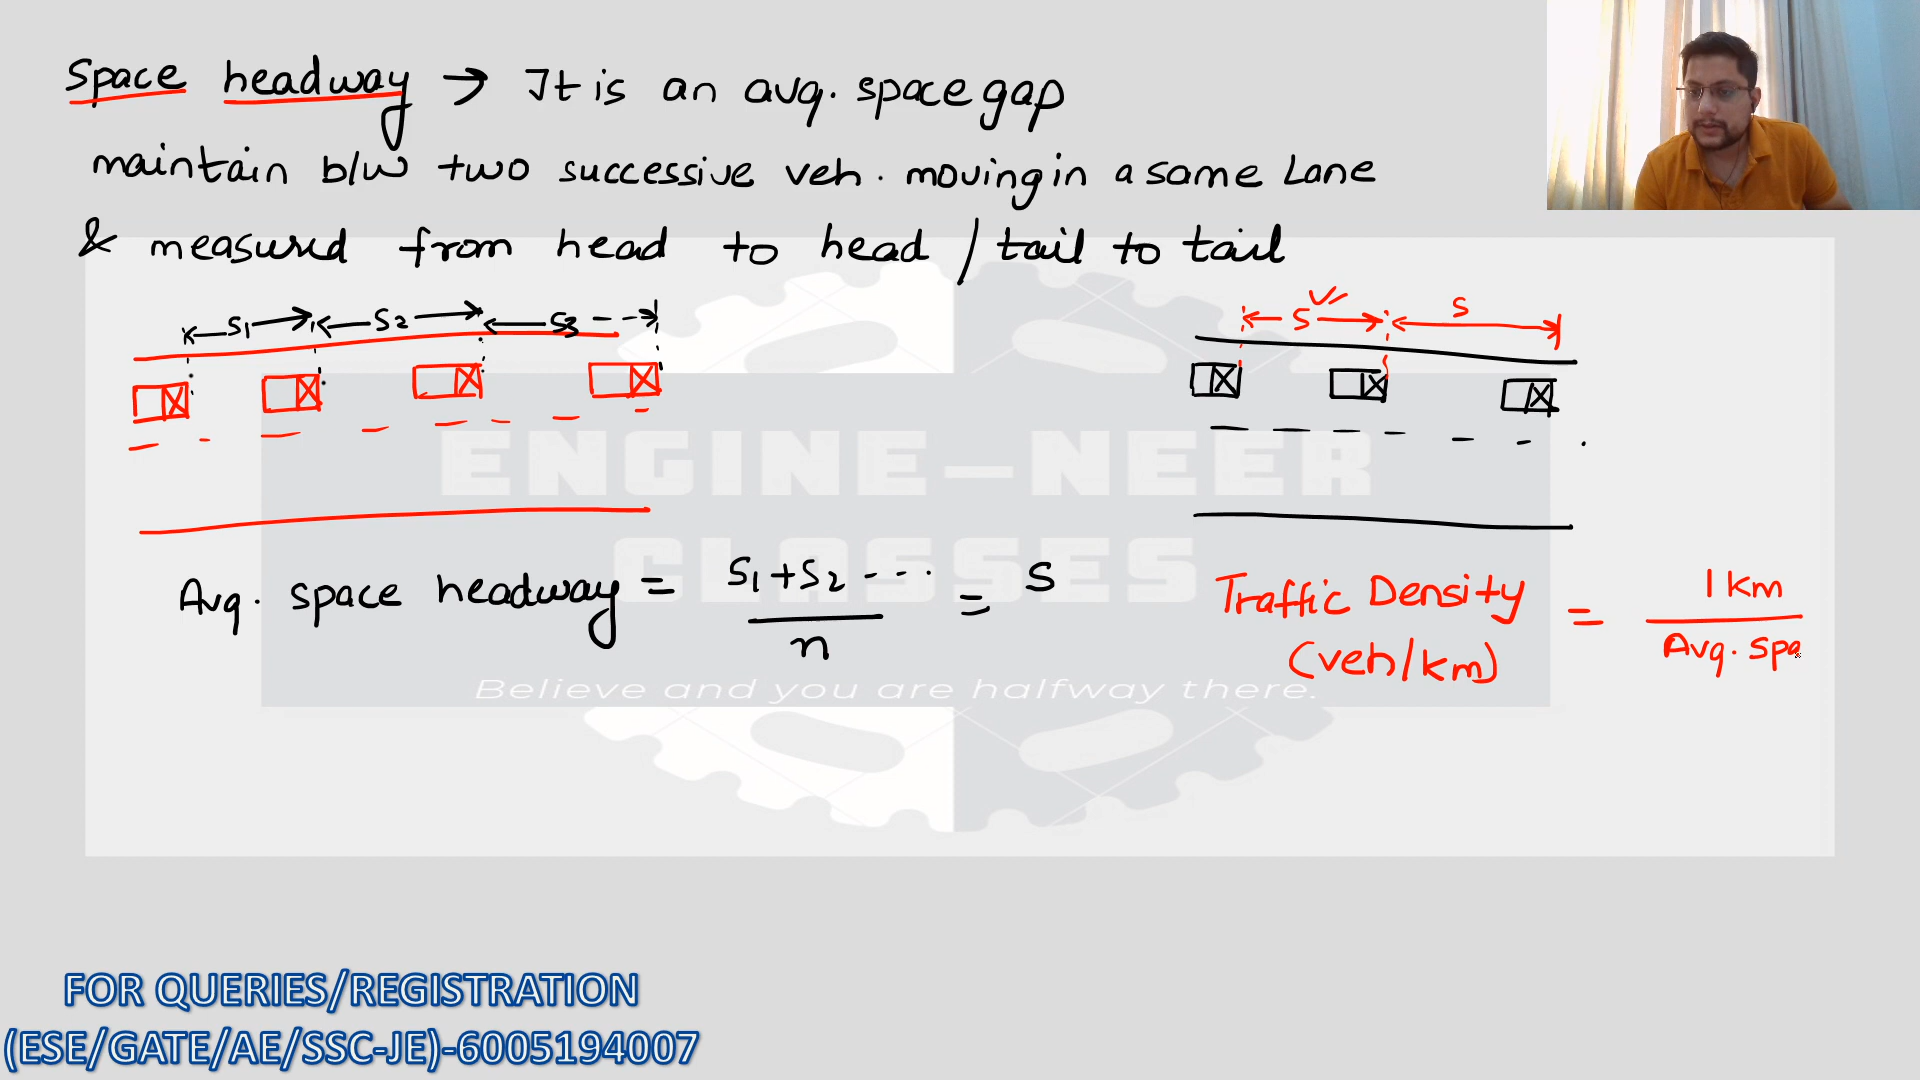 Space headway → It is an avg. space gap
maintain b/w two successive veh. moving in a same Lane
& measured from head to head / tail to tail
S1 S2 S3
S S
ENGINE-NEER
CLASSES
Avg. space headway = S1+S2--- / n = S
Traffic Density (veh/km) = 1 km / Avg. spa
Believe and you are halfway there.
FOR QUERIES/REGISTRATION
(ESE/GATE/AE/SSC-JE)-6005194007